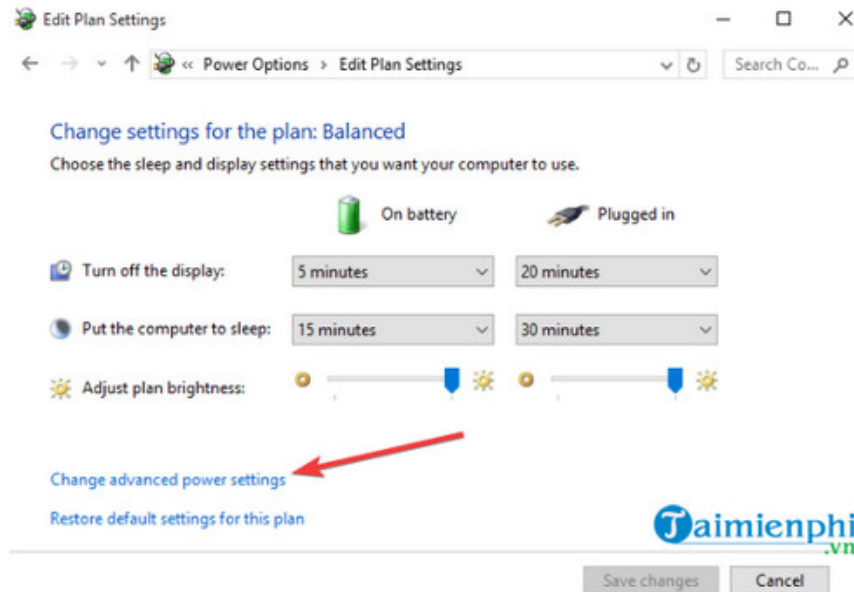 Edit Plan Settings
« Power Options › Edit Plan Settings
Search Co...
Change settings for the plan: Balanced
Choose the sleep and display settings that you want your computer to use.
On battery Plugged in
Turn off the display: 5 minutes 20 minutes
Put the computer to sleep: 15 minutes 30 minutes
Adjust plan brightness:
Change advanced power settings
Restore default settings for this plan
Taimienphi
.vn
Save changes Cancel